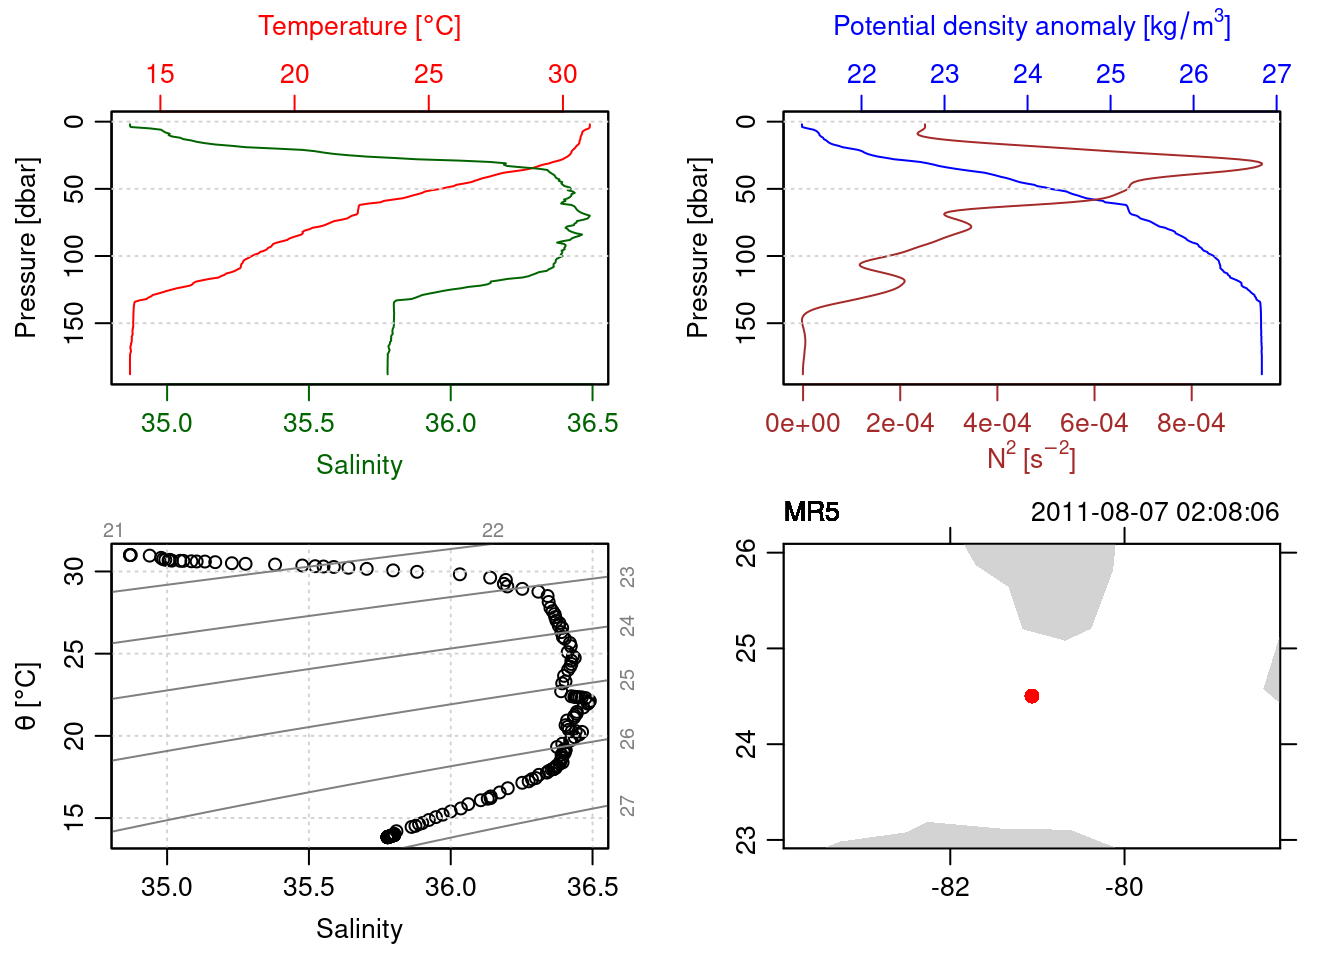 Temperature [°C]
15 20 25 30
Pressure [dbar]
0 50 100 150
35.0 35.5 36.0 36.5
Salinity
Potential density anomaly [kg/m³]
22 23 24 25 26 27
Pressure [dbar]
0 50 100 150
0e+00 2e-04 4e-04 6e-04 8e-04
N² [s⁻²]
21 22
θ [°C]
30 25 20 15
23
24
25
26
27
35.0 35.5 36.0 36.5
Salinity
MR5 2011-08-07 02:08:06
26
25
24
23
-82 -80